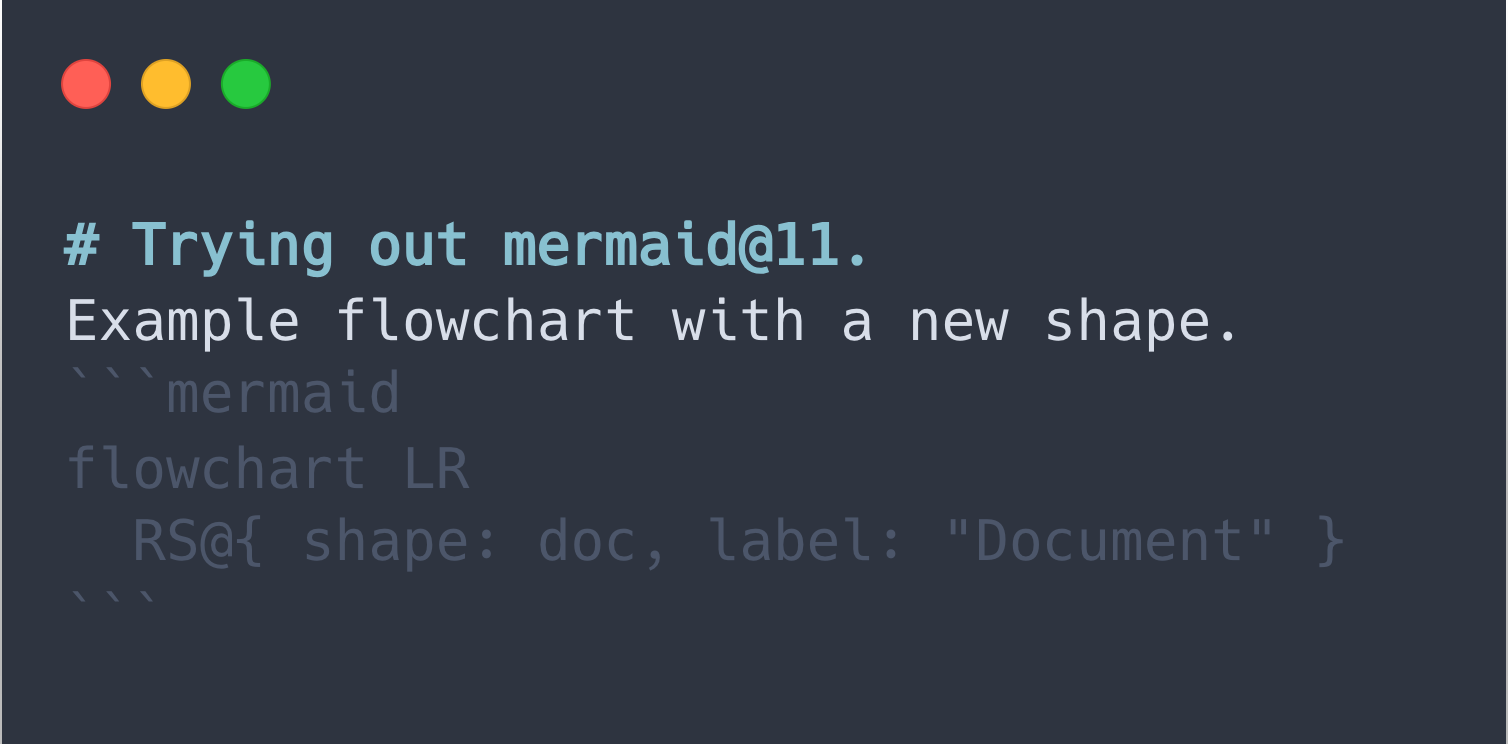 # Trying out mermaid@11.
Example flowchart with a new shape.
```mermaid
flowchart LR
  RS@{ shape: doc, label: "Document" }
```